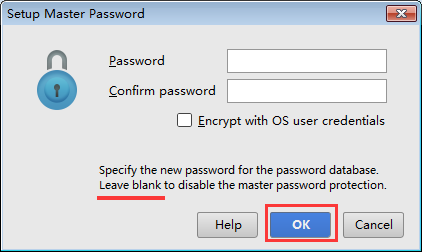 Setup Master Password
Password
Confirm password
Encrypt with OS user credentials
Specify the new password for the password database.
Leave blank to disable the master password protection.
Help
OK
Cancel